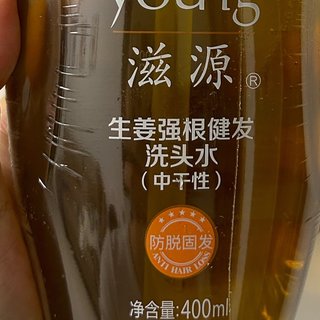 young
滋源®
生姜强根健发
洗头水
(中干性)
防脱固发
ANTI HAIR LOSS
净含量:400ml